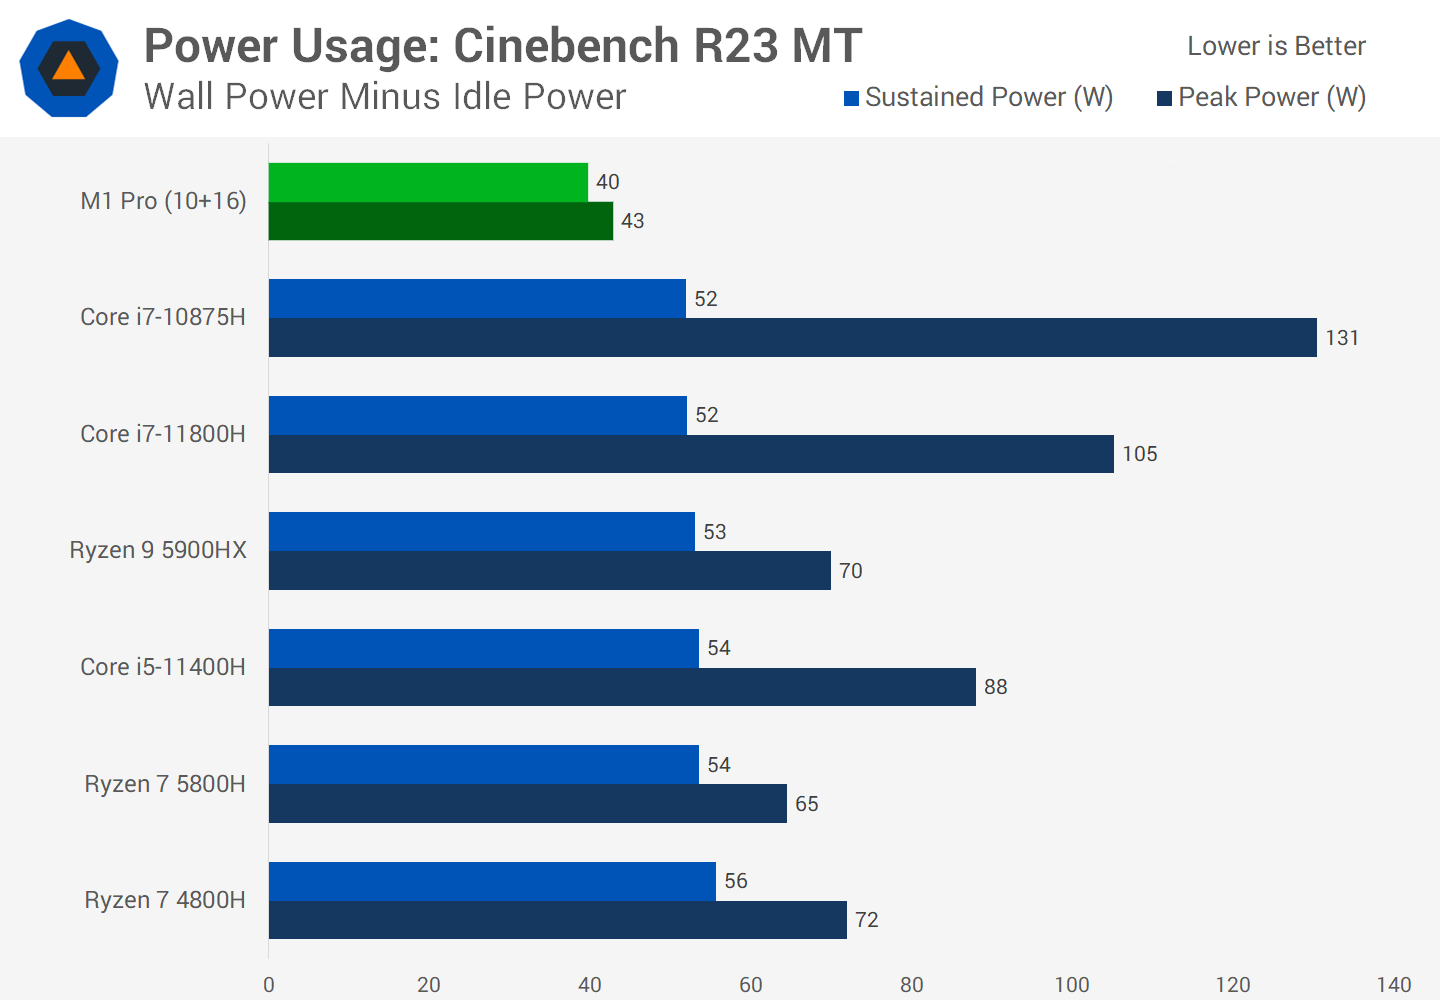 Power Usage: Cinebench R23 MT
Lower is Better
Wall Power Minus Idle Power
Sustained Power (W) Peak Power (W)
M1 Pro (10+16)
40
43
Core i7-10875H
52
131
Core i7-11800H
52
105
Ryzen 9 5900HX
53
70
Core i5-11400H
54
88
Ryzen 7 5800H
54
65
Ryzen 7 4800H
56
72
0 20 40 60 80 100 120 140